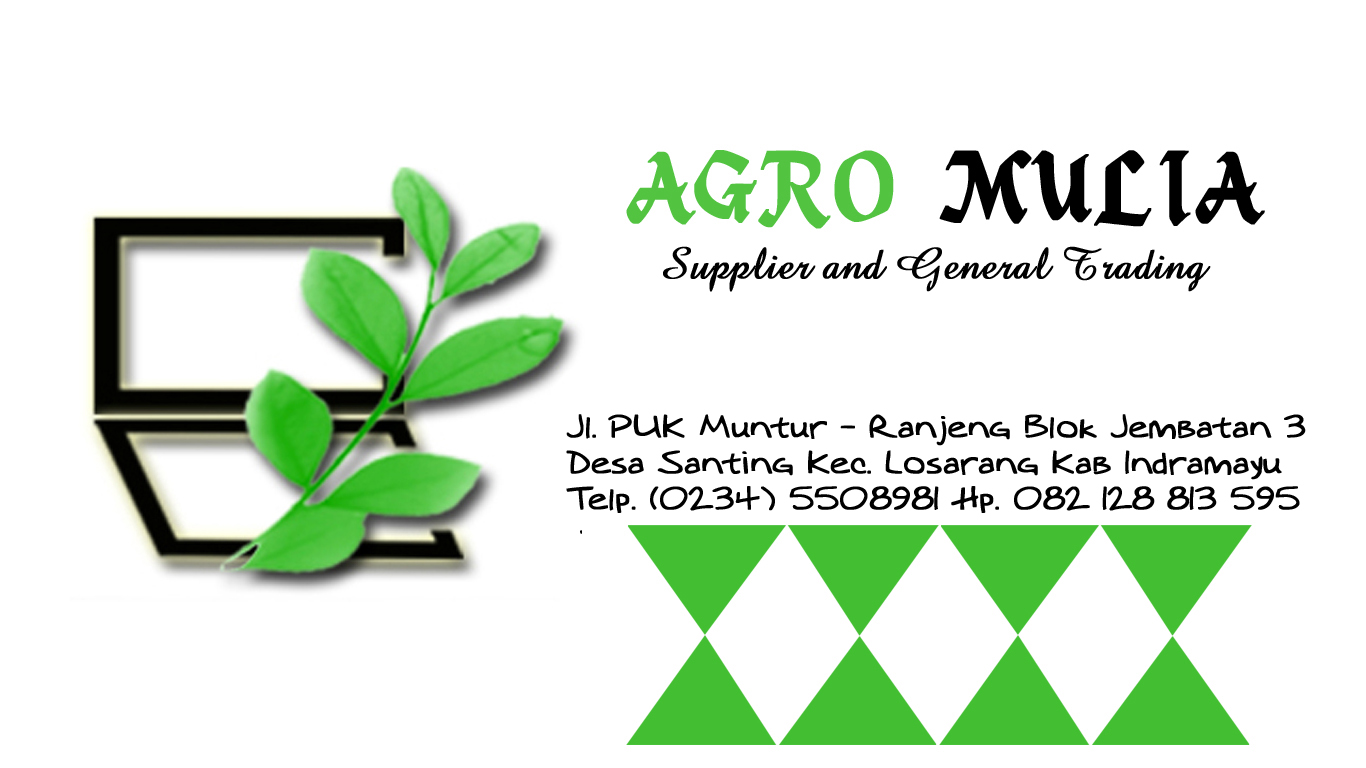 AGRO MULIA
Supplier and General Trading
Jl. PUK Muntur - Ranjeng Blok Jembatan 3
Desa Santing Kec. Losarang Kab Indramayu
Telp. (0234) 5508981 Hp. 082 128 813 595